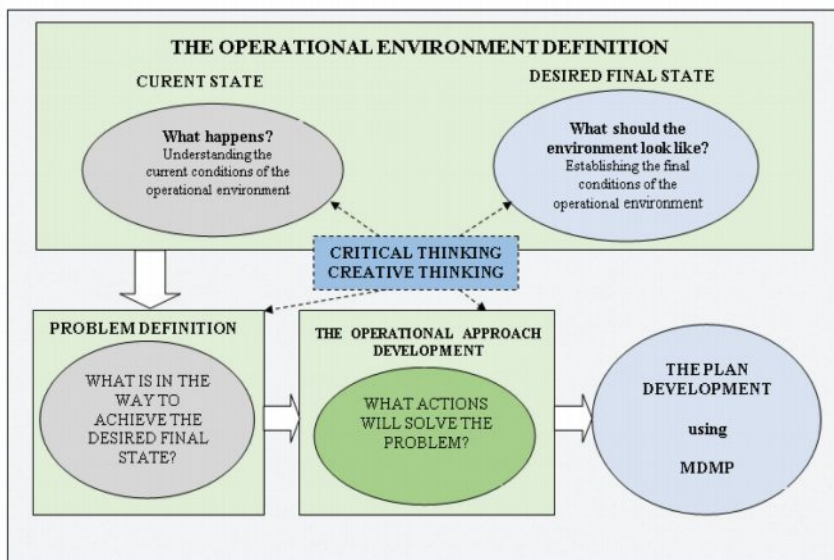 THE OPERATIONAL ENVIRONMENT DEFINITION
CURENT STATE
What happens?
Understanding the
current conditions of the
operational environment
DESIRED FINAL STATE
What should the
environment look like?
Establishing the final
conditions of the
operational environment
CRITICAL THINKING
CREATIVE THINKING
PROBLEM DEFINITION
WHAT IS IN THE
WAY TO
ACHIEVE THE
DESIRED FINAL
STATE?
THE OPERATIONAL APPROACH
DEVELOPMENT
WHAT ACTIONS
WILL SOLVE THE
PROBLEM?
THE PLAN
DEVELOPMENT
using
MDMP